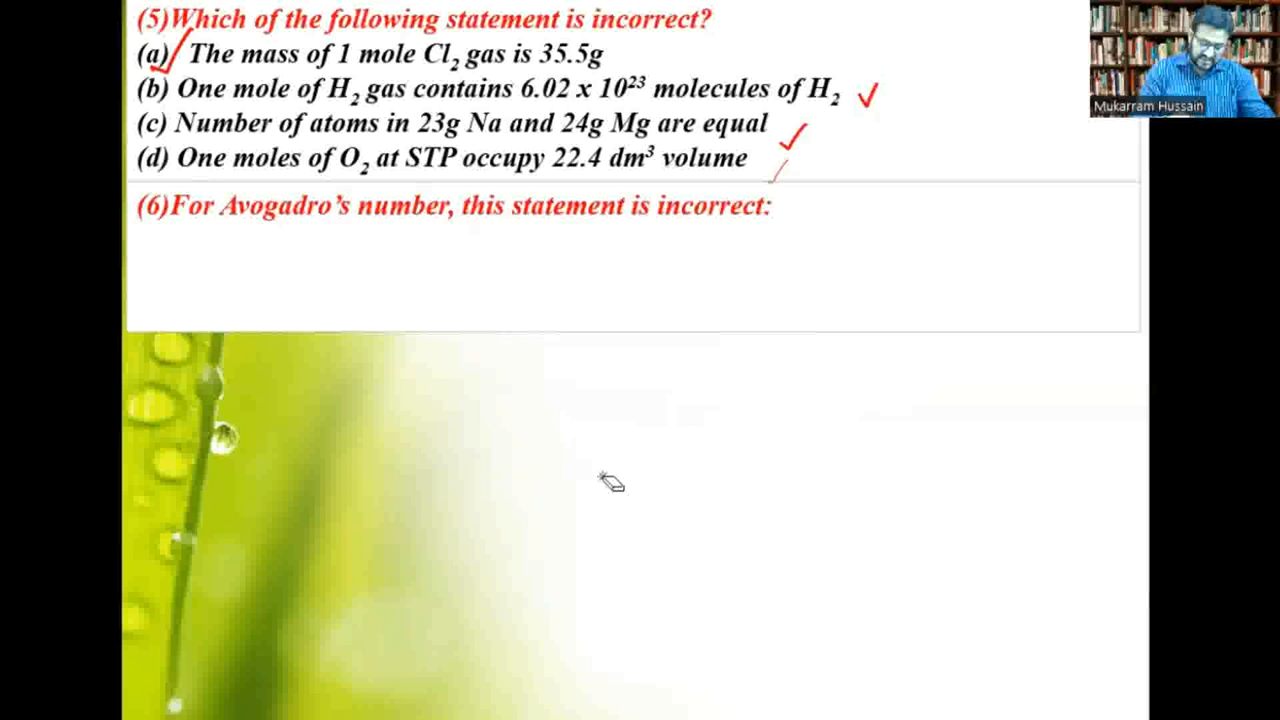 (5)Which of the following statement is incorrect?
(a) The mass of 1 mole Cl₂ gas is 35.5g
(b) One mole of H₂ gas contains 6.02 x 10²³ molecules of H₂
(c) Number of atoms in 23g Na and 24g Mg are equal
(d) One moles of O₂ at STP occupy 22.4 dm³ volume
(6)For Avogadro's number, this statement is incorrect:
Mukarram Hussain